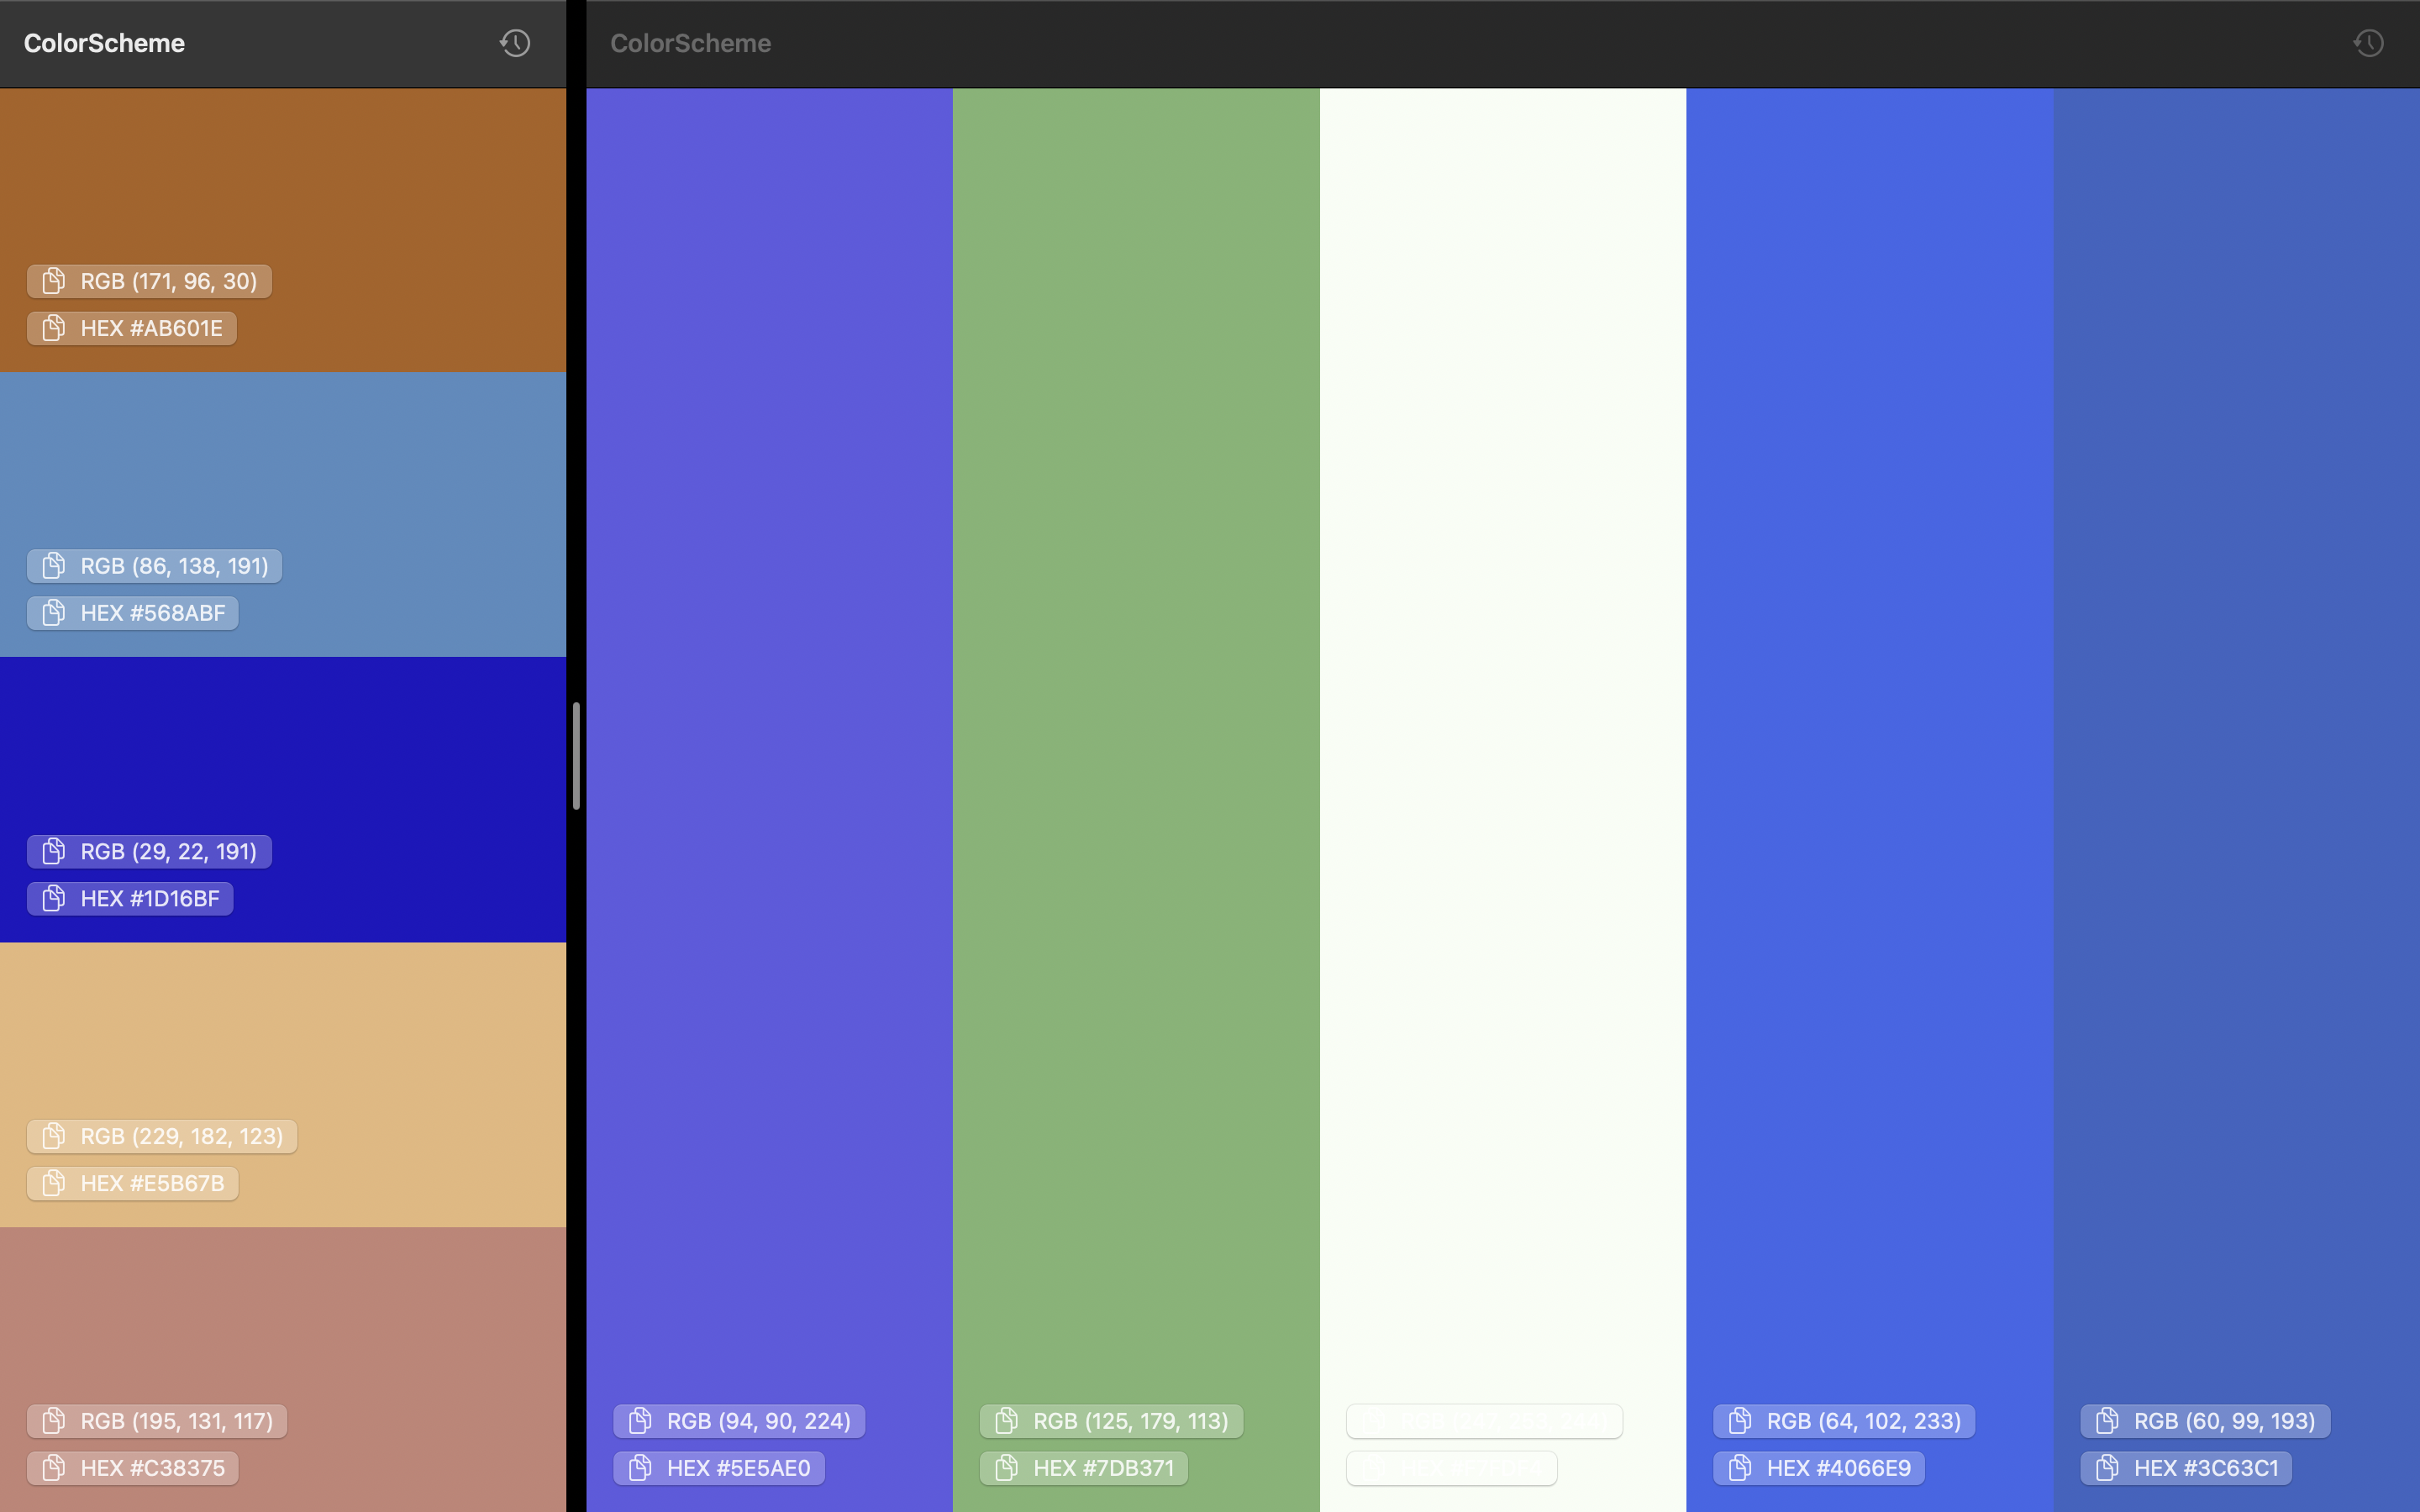 ColorScheme
RGB (171, 96, 30)
HEX #AB601E
RGB (86, 138, 191)
HEX #568ABF
RGB (29, 22, 191)
HEX #1D16BF
RGB (229, 182, 123)
HEX #E5B67B
RGB (195, 131, 117)
HEX #C38375
ColorScheme
RGB (94, 90, 224)
HEX #5E5AE0
RGB (125, 179, 113)
HEX #7DB371
RGB (64, 102, 233)
HEX #4066E9
RGB (60, 99, 193)
HEX #3C63C1